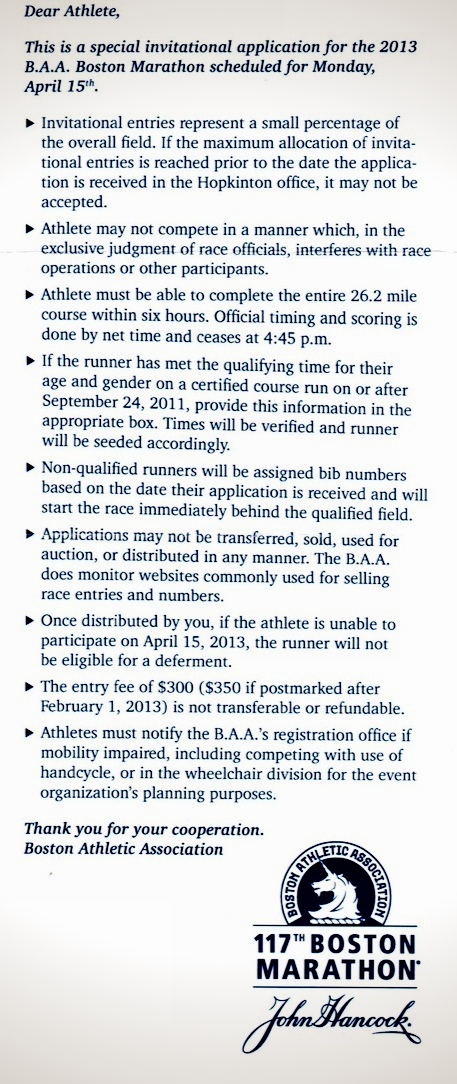 Dear Athlete,
This is a special invitational application for the 2013
B.A.A. Boston Marathon scheduled for Monday,
April 15th.
▶ Invitational entries represent a small percentage of
the overall field. If the maximum allocation of invita-
tional entries is reached prior to the date the applica-
tion is received in the Hopkinton office, it may not be
accepted.
▶ Athlete may not compete in a manner which, in the
exclusive judgment of race officials, interferes with race
operations or other participants.
▶ Athlete must be able to complete the entire 26.2 mile
course within six hours. Official timing and scoring is
done by net time and ceases at 4:45 p.m.
▶ If the runner has met the qualifying time for their
age and gender on a certified course run on or after
September 24, 2011, provide this information in the
appropriate box. Times will be verified and runner
will be seeded accordingly.
▶ Non-qualified runners will be assigned bib numbers
based on the date their application is received and will
start the race immediately behind the qualified field.
▶ Applications may not be transferred, sold, used for
auction, or distributed in any manner. The B.A.A.
does monitor websites commonly used for selling
race entries and numbers.
▶ Once distributed by you, if the athlete is unable to
participate on April 15, 2013, the runner will not
be eligible for a deferment.
▶ The entry fee of $300 ($350 if postmarked after
February 1, 2013) is not transferable or refundable.
▶ Athletes must notify the B.A.A.'s registration office if
mobility impaired, including competing with use of
handcycle, or in the wheelchair division for the event
organization's planning purposes.
Thank you for your cooperation.
Boston Athletic Association
BOSTON ATHLETIC ASSOCIATION
117TH BOSTON
MARATHON
John Hancock.